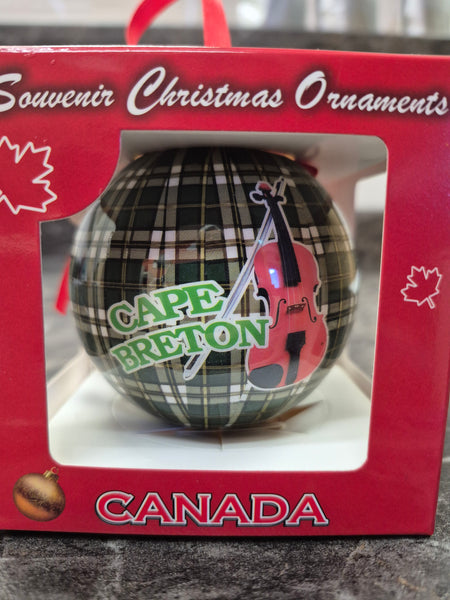 Souvenir Christmas Ornaments
CAPE
BRETON
CANADA